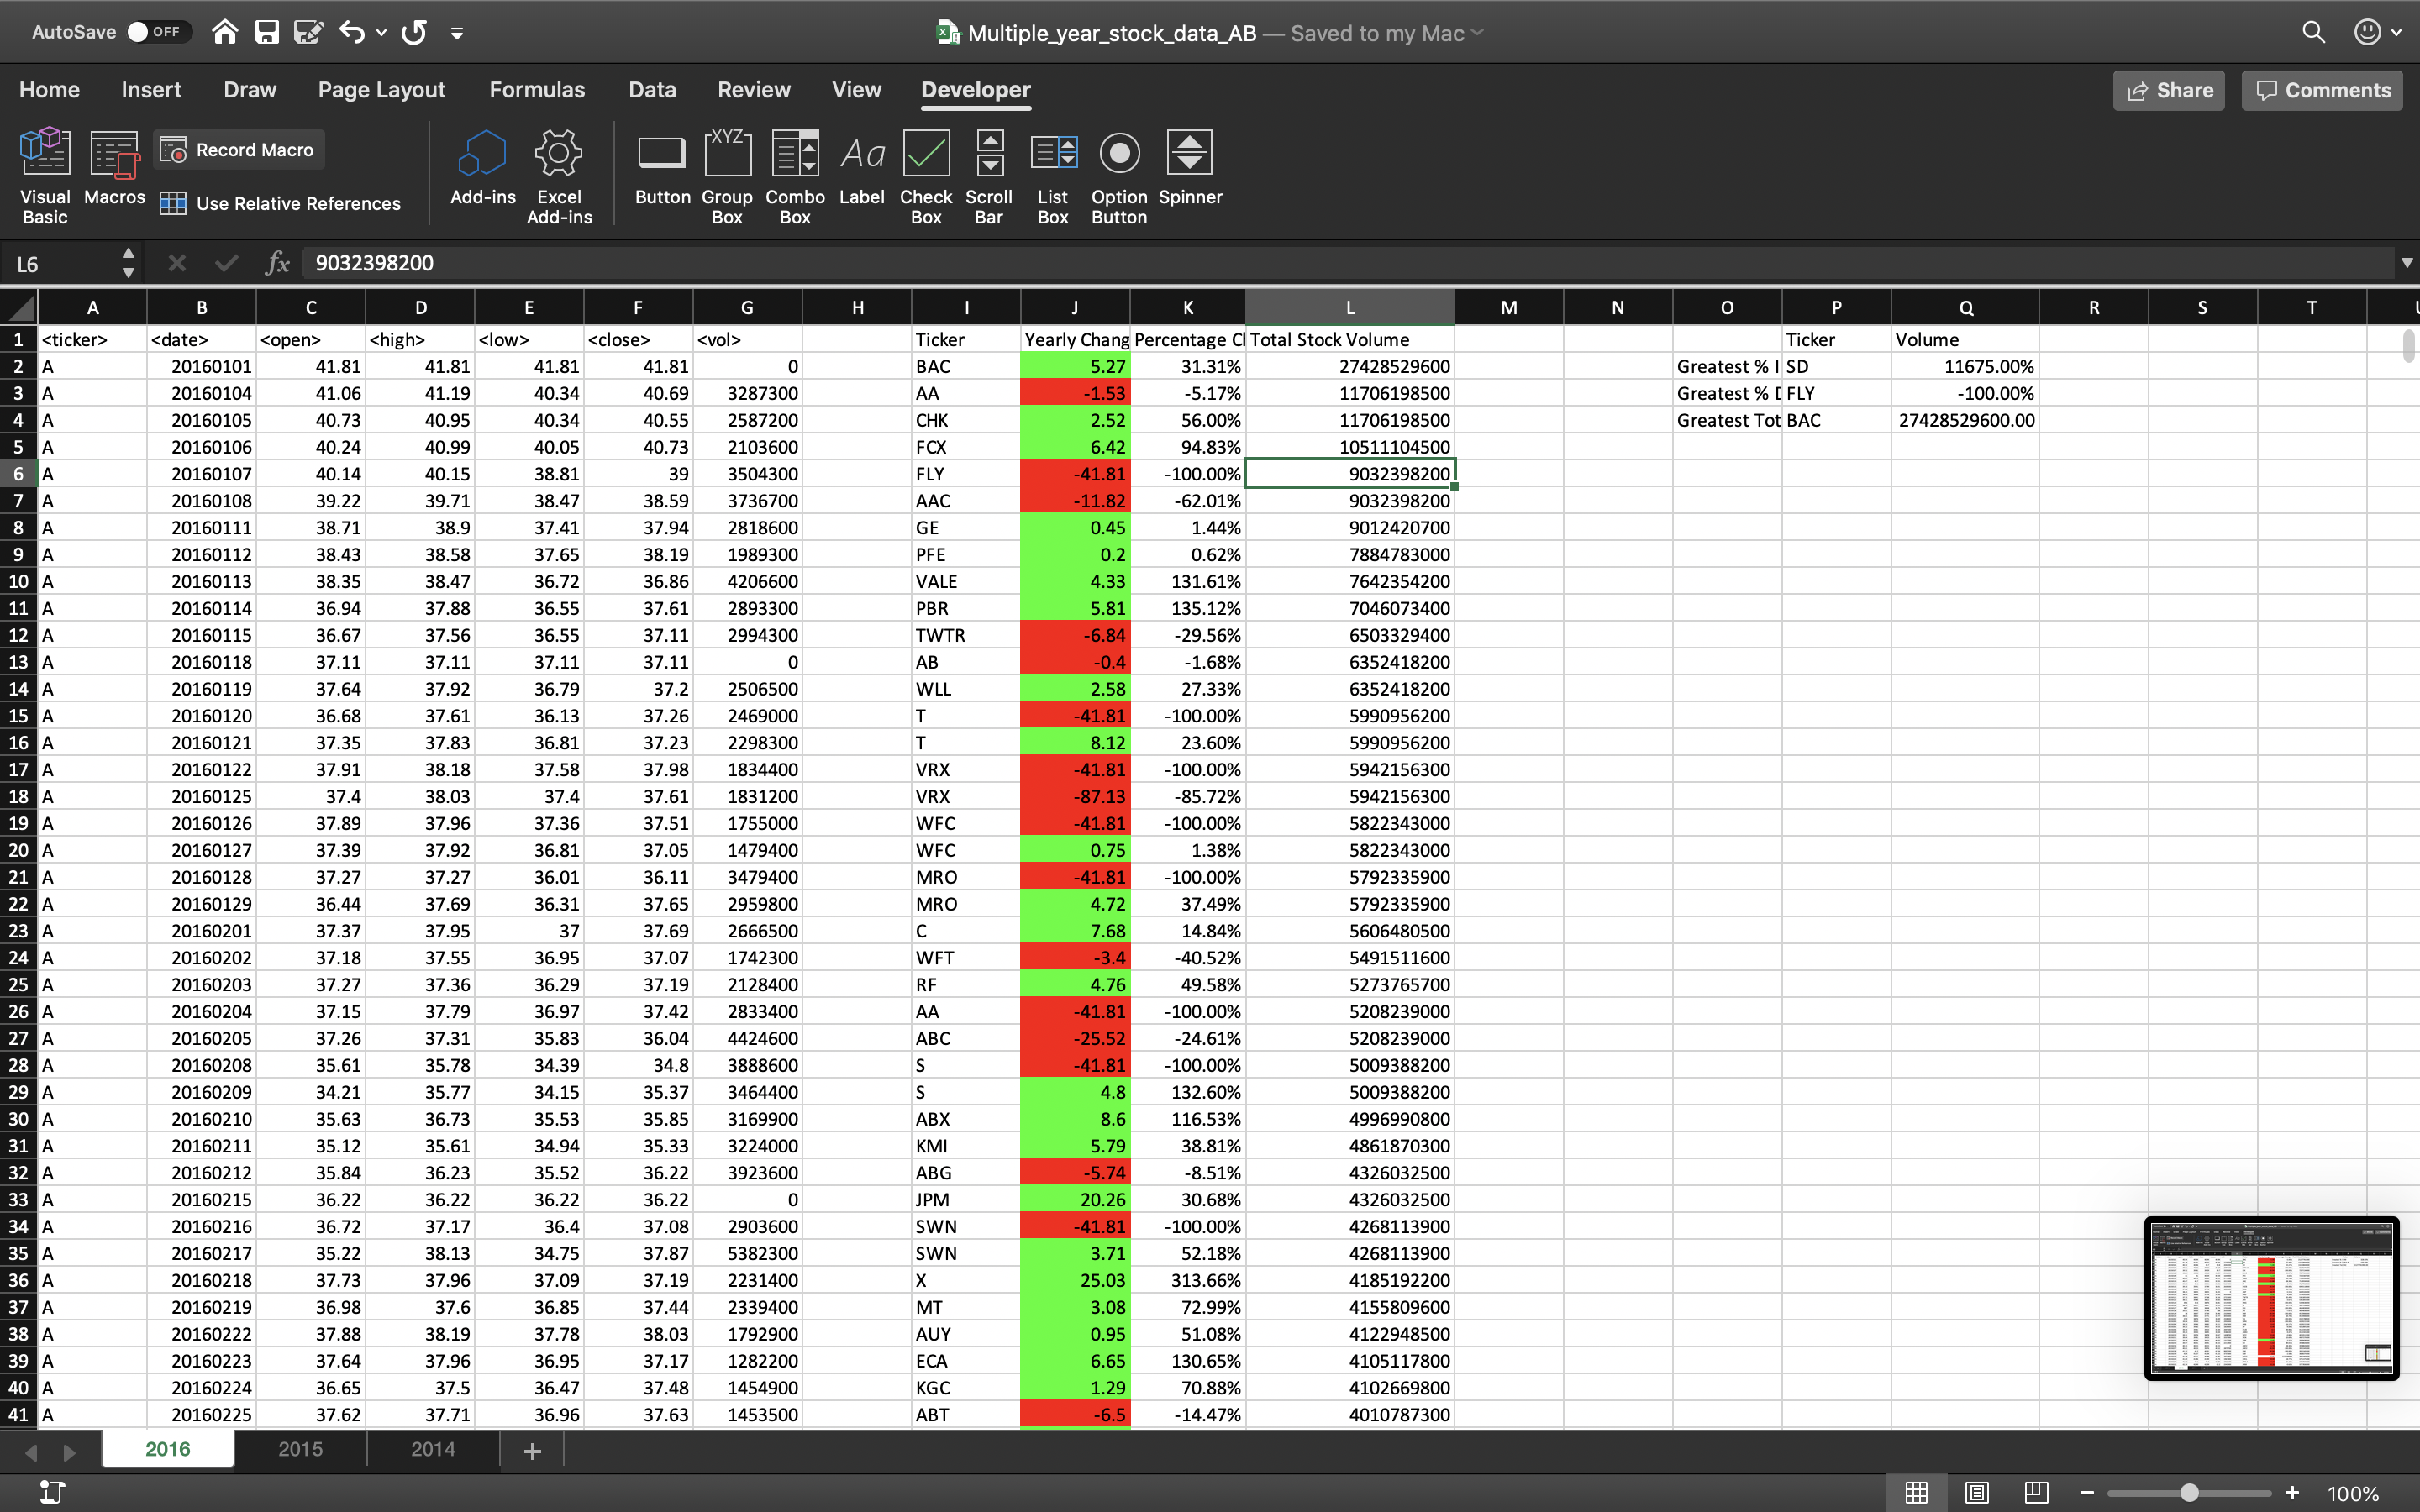 AutoSave OFF Multiple_year_stock_data_AB — Saved to my Mac
Home Insert Draw Page Layout Formulas Data Review View Developer Share Comments
Visual Basic Macros Record Macro Use Relative References Add-ins Excel Add-ins Button XYZ Group Box Combo Box Aa Label Check Box Scroll Bar List Box Option Button Spinner
L6 fx 9032398200
A B C D E F G H I J K L M N O P Q R S T
1 <ticker> <date> <open> <high> <low> <close> <vol> Ticker Yearly Chang Percentage Cl Total Stock Volume Ticker Volume
2 A 20160101 41.81 41.81 41.81 41.81 0 BAC 5.27 31.31% 27428529600 Greatest % I SD 11675.00%
3 A 20160104 41.06 41.19 40.34 40.69 3287300 AA -1.53 -5.17% 11706198500 Greatest % D FLY -100.00%
4 A 20160105 40.73 40.95 40.34 40.55 2587200 CHK 2.52 56.00% 11706198500 Greatest Tot BAC 27428529600.00
5 A 20160106 40.24 40.99 40.05 40.73 2103600 FCX 6.42 94.83% 10511104500
6 A 20160107 40.14 40.15 38.81 39 3504300 FLY -41.81 -100.00% 9032398200
7 A 20160108 39.22 39.71 38.47 38.59 3736700 AAC -11.82 -62.01% 9032398200
8 A 20160111 38.71 38.9 37.41 37.94 2818600 GE 0.45 1.44% 9012420700
9 A 20160112 38.43 38.58 37.65 38.19 1989300 PFE 0.2 0.62% 7884783000
10 A 20160113 38.35 38.47 36.72 36.86 4206600 VALE 4.33 131.61% 7642354200
11 A 20160114 36.94 37.88 36.55 37.61 2893300 PBR 5.81 135.12% 7046073400
12 A 20160115 36.67 37.56 36.55 37.11 2994300 TWTR -6.84 -29.56% 6503329400
13 A 20160118 37.11 37.11 37.11 37.11 0 AB -0.4 -1.68% 6352418200
14 A 20160119 37.64 37.92 36.79 37.2 2506500 WLL 2.58 27.33% 6352418200
15 A 20160120 36.68 37.61 36.13 37.26 2469000 T -41.81 -100.00% 5990956200
16 A 20160121 37.35 37.83 36.81 37.23 2298300 T 8.12 23.60% 5990956200
17 A 20160122 37.91 38.18 37.58 37.98 1834400 VRX -41.81 -100.00% 5942156300
18 A 20160125 37.4 38.03 37.4 37.61 1831200 VRX -87.13 -85.72% 5942156300
19 A 20160126 37.89 37.96 37.36 37.51 1755000 WFC -41.81 -100.00% 5822343000
20 A 20160127 37.39 37.92 36.81 37.05 1479400 WFC 0.75 1.38% 5822343000
21 A 20160128 37.27 37.27 36.01 36.11 3479400 MRO -41.81 -100.00% 5792335900
22 A 20160129 36.44 37.69 36.31 37.65 2959800 MRO 4.72 37.49% 5792335900
23 A 20160201 37.37 37.95 37 37.69 2666500 C 7.68 14.84% 5606480500
24 A 20160202 37.18 37.55 36.95 37.07 1742300 WFT -3.4 -40.52% 5491511600
25 A 20160203 37.27 37.36 36.29 37.19 2128400 RF 4.76 49.58% 5273765700
26 A 20160204 37.15 37.79 36.97 37.42 2833400 AA -41.81 -100.00% 5208239000
27 A 20160205 37.26 37.31 35.83 36.04 4424600 ABC -25.52 -24.61% 5208239000
28 A 20160208 35.61 35.78 34.39 34.8 3888600 S -41.81 -100.00% 5009388200
29 A 20160209 34.21 35.77 34.15 35.37 3464400 S 4.8 132.60% 5009388200
30 A 20160210 35.63 36.73 35.53 35.85 3169900 ABX 8.6 116.53% 4996990800
31 A 20160211 35.12 35.61 34.94 35.33 3224000 KMI 5.79 38.81% 4861870300
32 A 20160212 35.84 36.23 35.52 36.22 3923600 ABG -5.74 -8.51% 4326032500
33 A 20160215 36.22 36.22 36.22 36.22 0 JPM 20.26 30.68% 4326032500
34 A 20160216 36.72 37.17 36.4 37.08 2903600 SWN -41.81 -100.00% 4268113900
35 A 20160217 35.22 38.13 34.75 37.87 5382300 SWN 3.71 52.18% 4268113900
36 A 20160218 37.73 37.96 37.09 37.19 2231400 X 25.03 313.66% 4185192200
37 A 20160219 36.98 37.6 36.85 37.44 2339400 MT 3.08 72.99% 4155809600
38 A 20160222 37.88 38.19 37.78 38.03 1792900 AUY 0.95 51.08% 4122948500
39 A 20160223 37.64 37.96 36.95 37.17 1282200 ECA 6.65 130.65% 4105117800
40 A 20160224 36.65 37.5 36.47 37.48 1454900 KGC 1.29 70.88% 4102669800
41 A 20160225 37.62 37.71 36.96 37.63 1453500 ABT -6.5 -14.47% 4010787300
2016 2015 2014
100%